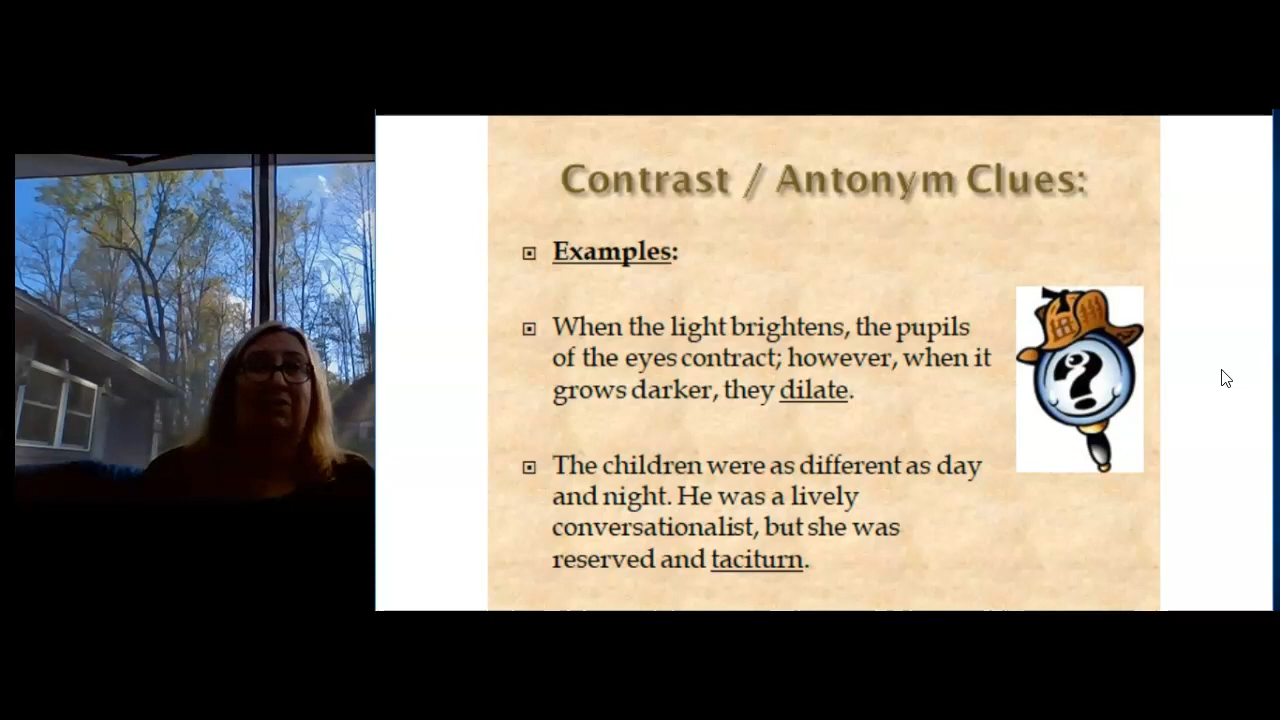 Contrast / Antonym Clues:
Examples:
When the light brightens, the pupils
of the eyes contract; however, when it
grows darker, they dilate.
The children were as different as day
and night. He was a lively
conversationalist, but she was
reserved and taciturn.
?